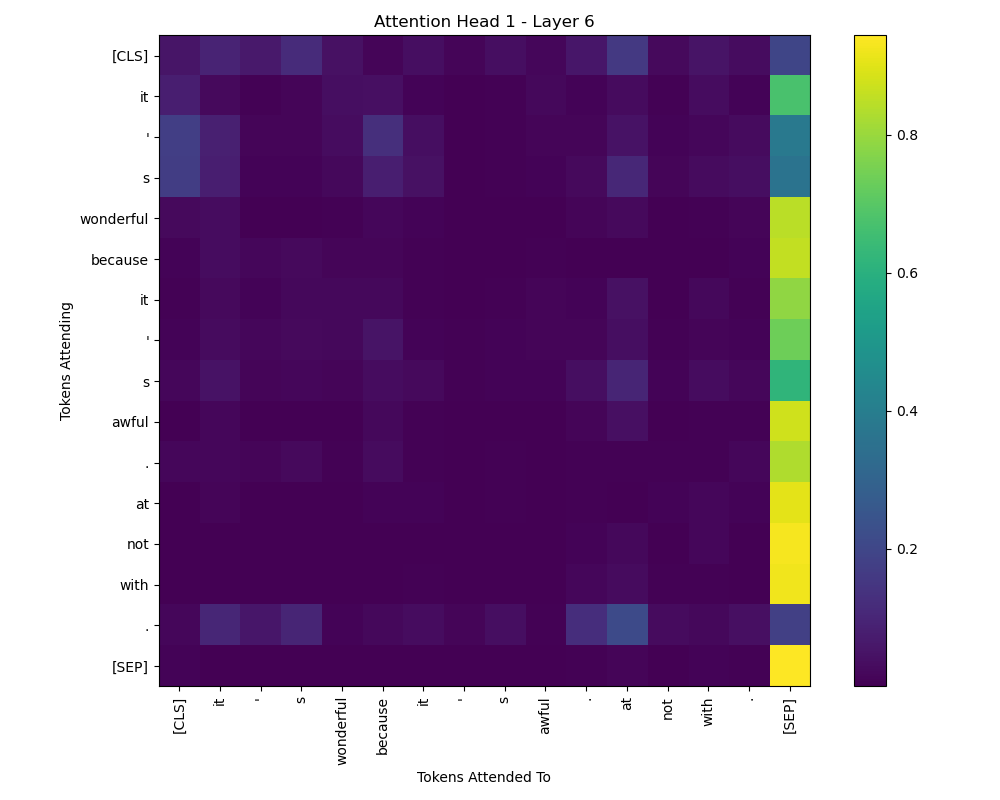 Attention Head 1 - Layer 6
Tokens Attending
[CLS]
it
'
s
wonderful
because
it
'
s
awful
.
at
not
with
.
[SEP]
[CLS]
it
'
s
wonderful
because
it
'
s
awful
.
at
not
with
.
[SEP]
Tokens Attended To
0.8
0.6
0.4
0.2